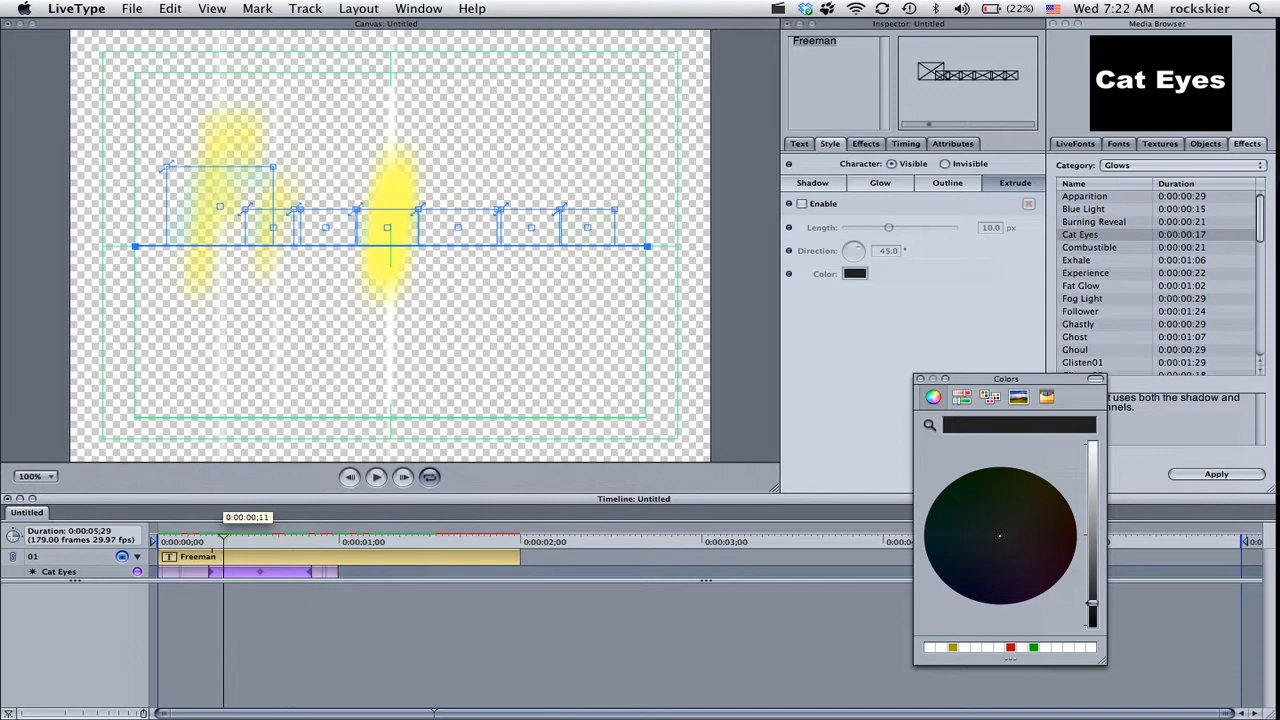 LiveType File Edit View Mark Track Layout Window Help (22%) Wed 7:22 AM rockskier
Canvas: Untitled
Inspector: Untitled
Media Browser
Freeman
Cat Eyes
Text Style Effects Timing Attributes
LiveFonts Fonts Textures Objects Effects
Character: Visible Invisible
Category: Glows
Shadow Glow Outline Extrude
Name Duration
Apparition 0:00:00:29
Blue Light 0:00:00:15
Burning Reveal 0:00:00:21
Cat Eyes 0:00:00:17
Combustible 0:00:00:29
Exhale 0:00:01:06
Experience 0:00:00:22
Fat Glow 0:00:01:02
Fog Light 0:00:00:29
Follower 0:00:01:24
Ghastly 0:00:00:29
Ghost 0:00:01:07
Ghoul 0:00:00:29
Glisten01 0:00:01:29
Enable
Length: 10.0 px
Direction: 45.0 °
Color:
Colors
t uses both the shadow and
nels.
Apply
100%
Timeline: Untitled
Untitled
0:00:00;11
Duration: 0:00:05;29
(179.00 frames 29.97 fps)
0:00:00;00 0:00:01;00 0:00:02;00 0:00:03;00
01 Freeman
Cat Eyes